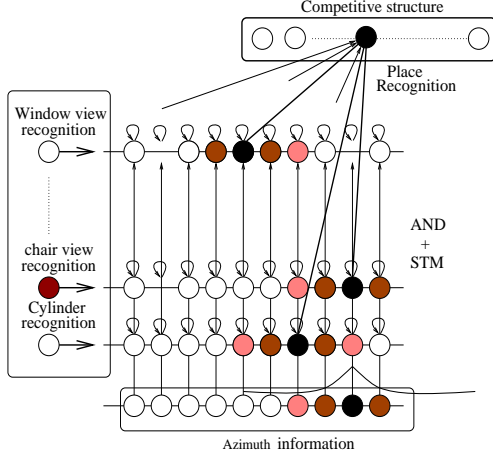 Competitive structure
Place
Recognition
Window view
recognition
AND
+
STM
chair view
recognition
Cylinder
recognition
Azimuth information